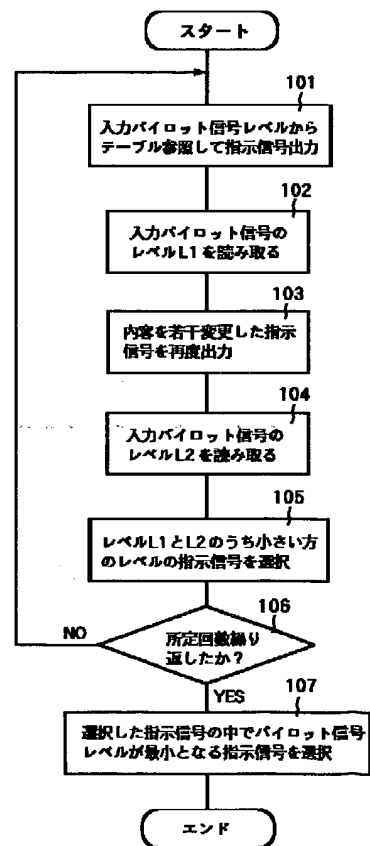 スタート
101
入力パイロット信号レベルから
テーブル参照して指示信号出力
102
入力パイロット信号の
レベルL1を読み取る
103
内容を若干変更した指示
信号を再度出力
104
入力パイロット信号の
レベルL2を読み取る
105
レベルL1とL2のうち小さい方
のレベルの指示信号を選択
106
所定回数繰り
返したか？
NO
YES
107
選択した指示信号の中でパイロット信号
レベルが最小となる指示信号を選択
エンド